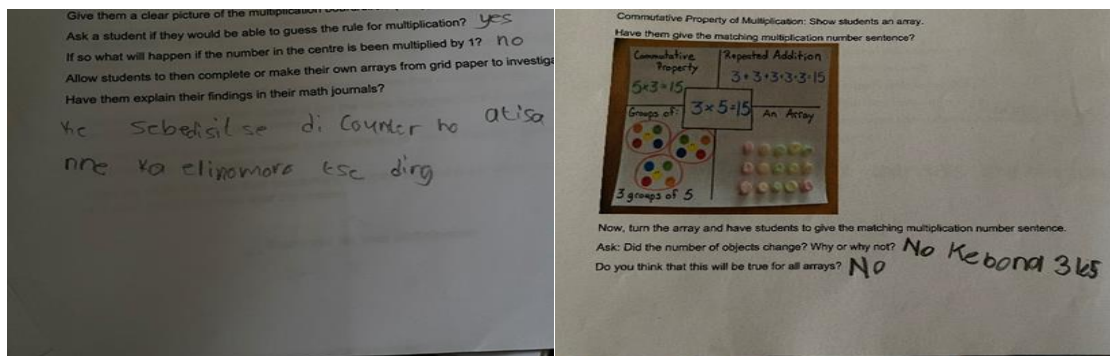 Give them a clear picture of the multiplication
Ask a student if they would be able to guess the rule for multiplication? yes
If so what will happen if the number in the centre is been multiplied by 1? no
Allow students to then complete or make their own arrays from grid paper to investiga
Have them explain their findings in their math journals?
ke Sebedisitse di Counter ho atisa
nne ka elinomoro tse ding
Commutative Property of Multiplication: Show students an array.
Have them give the matching multiplication number sentence?
Commutative Property
5×3=15
Repeated Addition
3+3+3+3+3=15
3×5=15
Groups of:
3 groups of 5
An Array
Now, turn the array and have students to give the matching multiplication number sentence.
Ask: Did the number of objects change? Why or why not? No Ke bona 3
Do you think that this will be true for all arrays? No